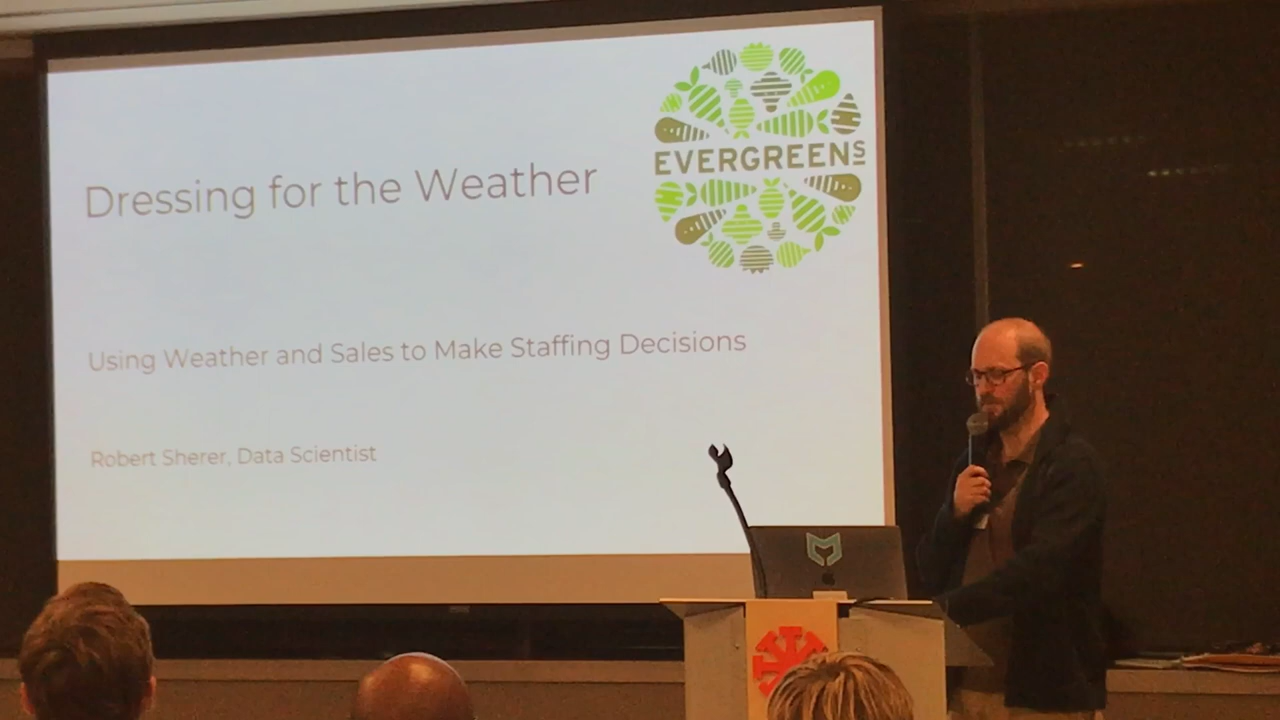 EVERGREENS
Dressing for the Weather
Using Weather and Sales to Make Staffing Decisions
Robert Sherer, Data Scientist